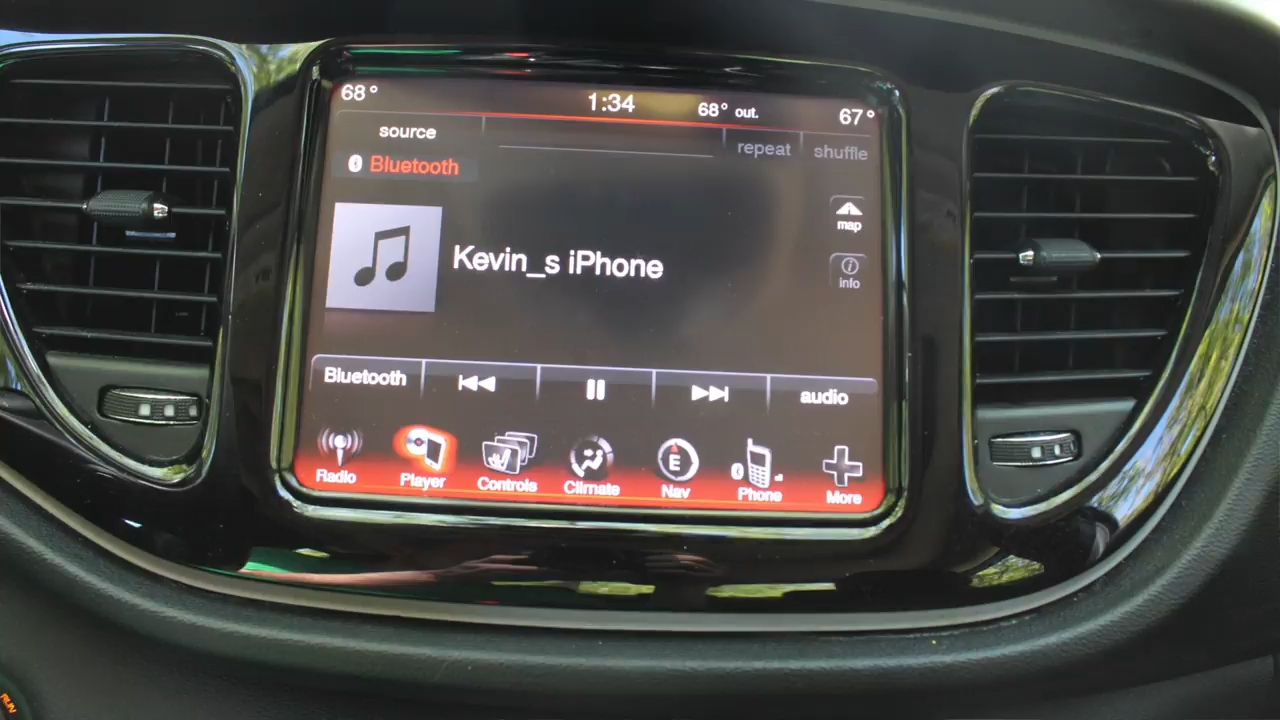 68° 1:34 68° out. 67°
source repeat shuffle
Bluetooth
map
Kevin_s iPhone
info
Bluetooth audio
E
Radio Player Controls Climate Nav Phone More
RUN